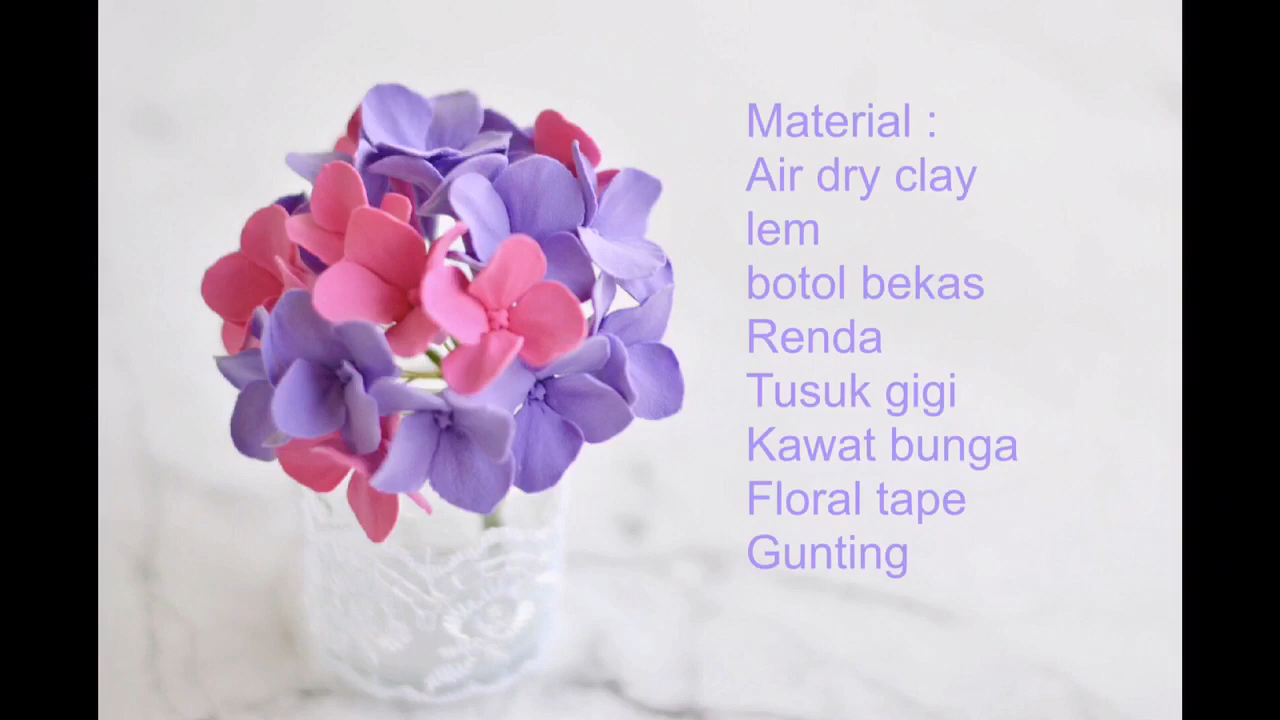 Material :
Air dry clay
lem
botol bekas
Renda
Tusuk gigi
Kawat bunga
Floral tape
Gunting